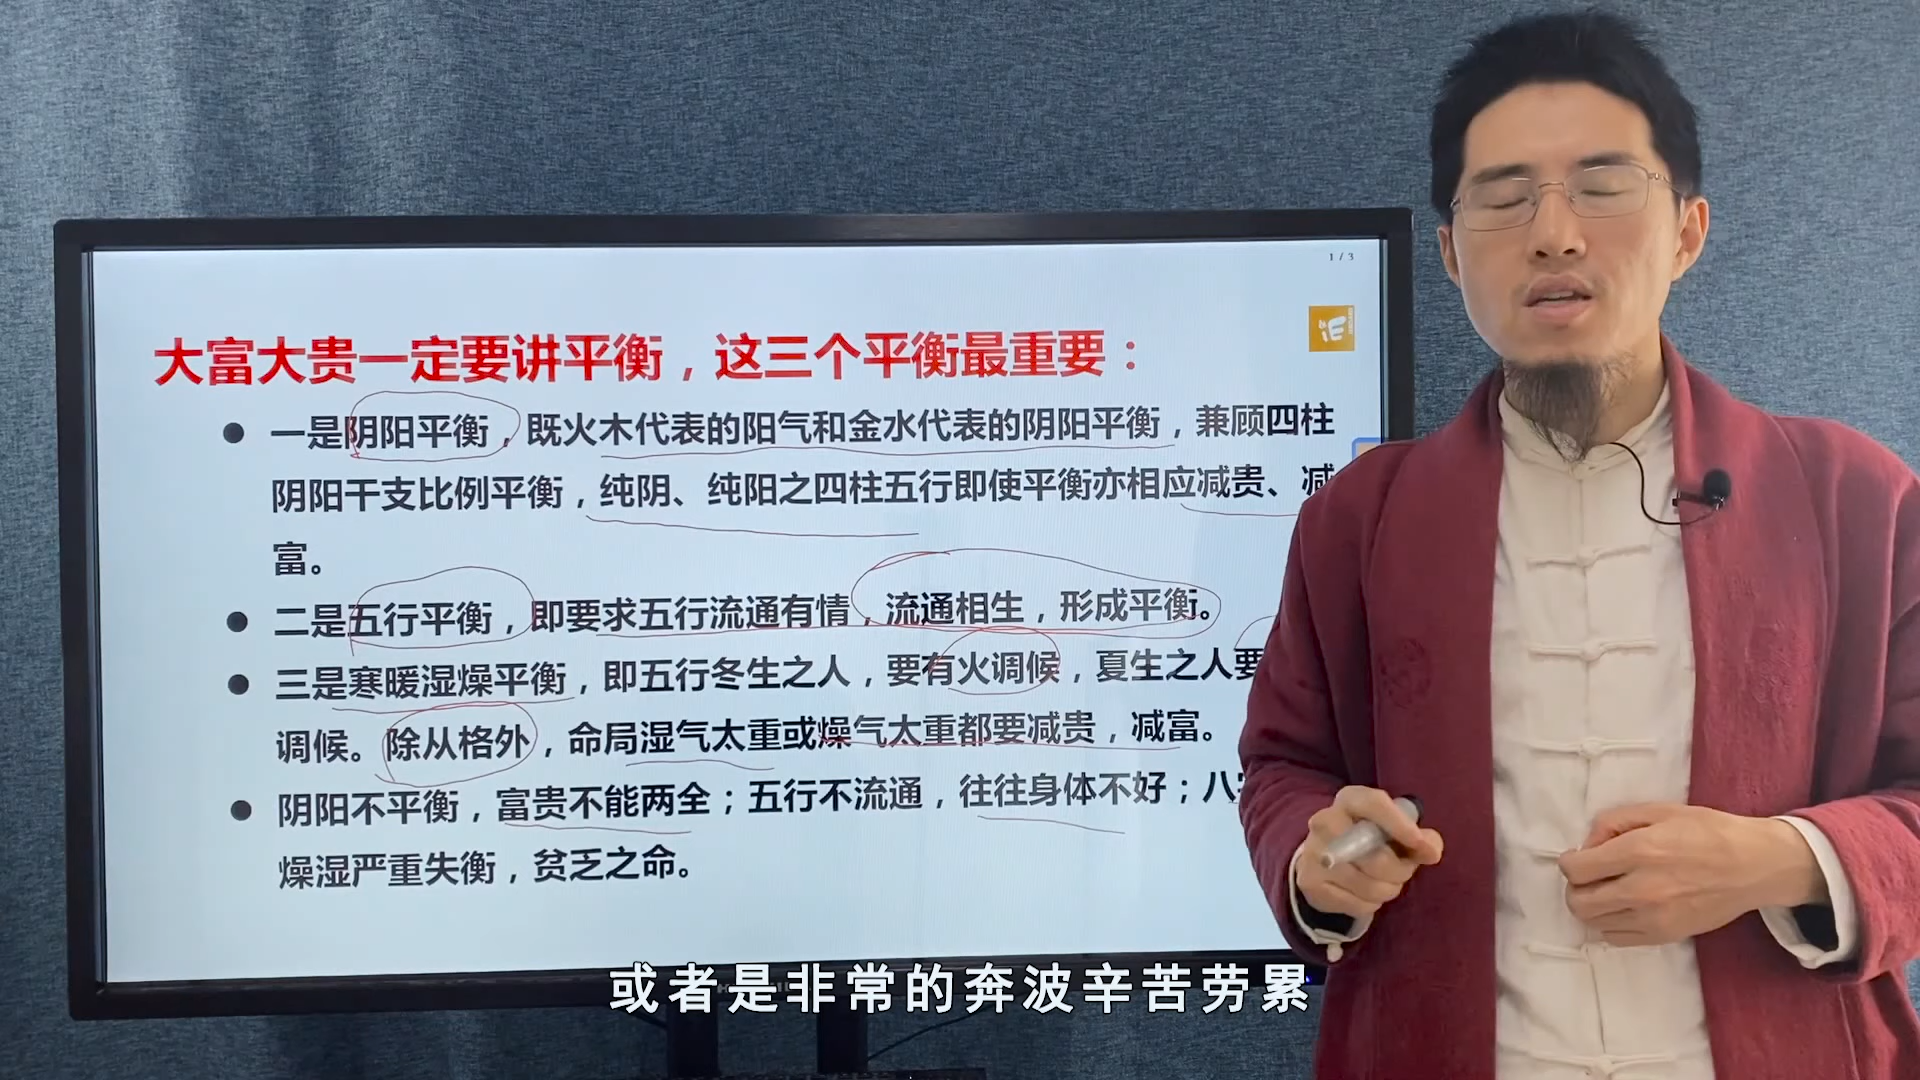 1/3
大富大贵一定要讲平衡，这三个平衡最重要：
一是阴阳平衡，既火木代表的阳气和金水代表的阴阳平衡，兼顾四柱
阴阳干支比例平衡，纯阴、纯阳之四柱五行即使平衡亦相应减贵、减
富。
二是五行平衡，即要求五行流通有情，流通相生，形成平衡。
三是寒暖湿燥平衡，即五行冬生之人，要有火调候，夏生之人要
调候。除从格外，命局湿气太重或燥气太重都要减贵，减富。
阴阳不平衡，富贵不能两全；五行不流通，往往身体不好；八
燥湿严重失衡，贫乏之命。
或者是非常的奔波辛苦劳累